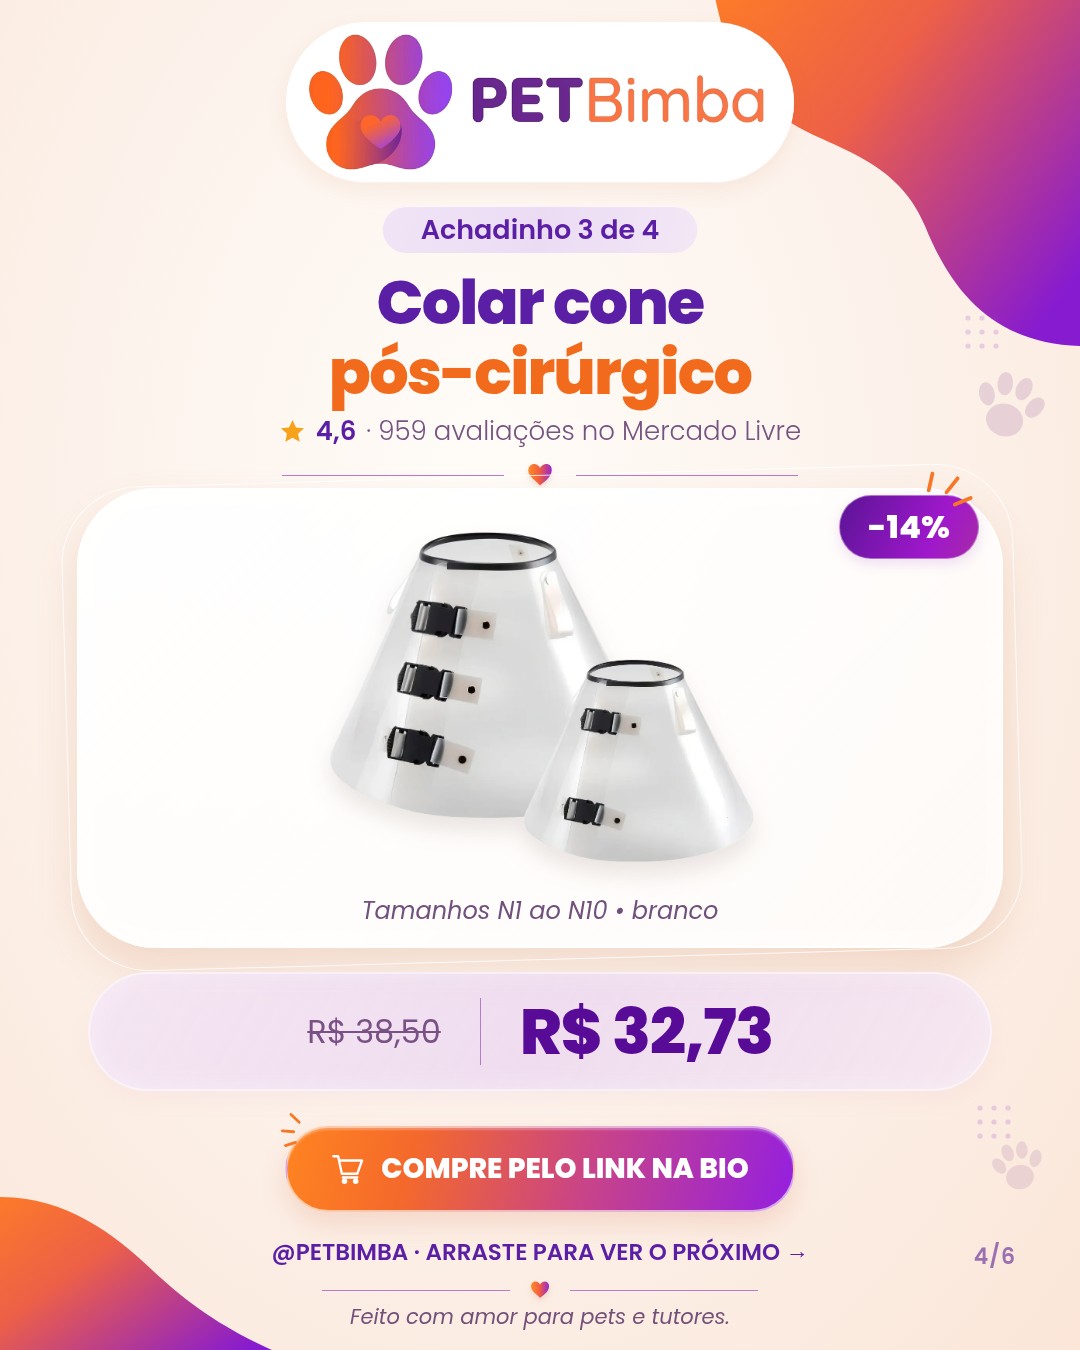 PETBimba
Achadinho 3 de 4
Colar cone
pós-cirúrgico
4,6 · 959 avaliações no Mercado Livre
-14%
Tamanhos N1 ao N10 • branco
R$ 38,50
R$ 32,73
COMPRE PELO LINK NA BIO
@PETBIMBA · ARRASTE PARA VER O PRÓXIMO →
4/6
Feito com amor para pets e tutores.